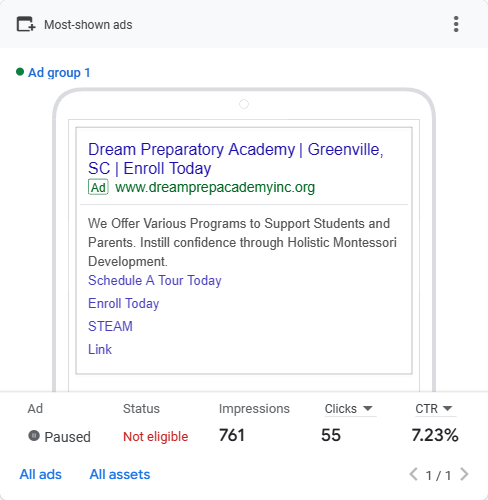 Most-shown ads
Ad group 1
Dream Preparatory Academy | Greenville,
SC | Enroll Today
Ad www.dreamprepacademyinc.org
We Offer Various Programs to Support Students and
Parents. Instill confidence through Holistic Montessori
Development.
Schedule A Tour Today
Enroll Today
STEAM
Link
Ad Status Impressions Clicks CTR
Paused Not eligible 761 55 7.23%
All ads All assets 1 / 1